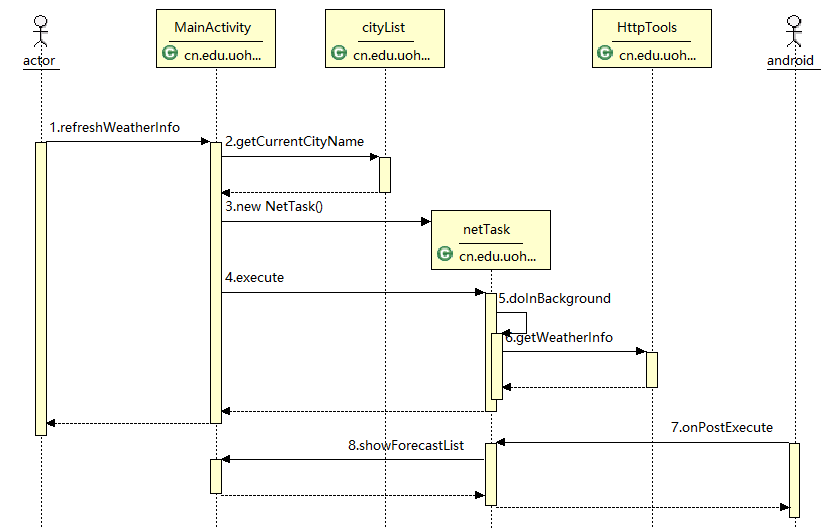 MainActivity
cn.edu.uoh...
cityList
cn.edu.uoh...
HttpTools
cn.edu.uoh...
actor
android
1.refreshWeatherInfo
2.getCurrentCityName
3.new NetTask()
netTask
cn.edu.uoh...
4.execute
5.doInBackground
6.getWeatherInfo
7.onPostExecute
8.showForecastList